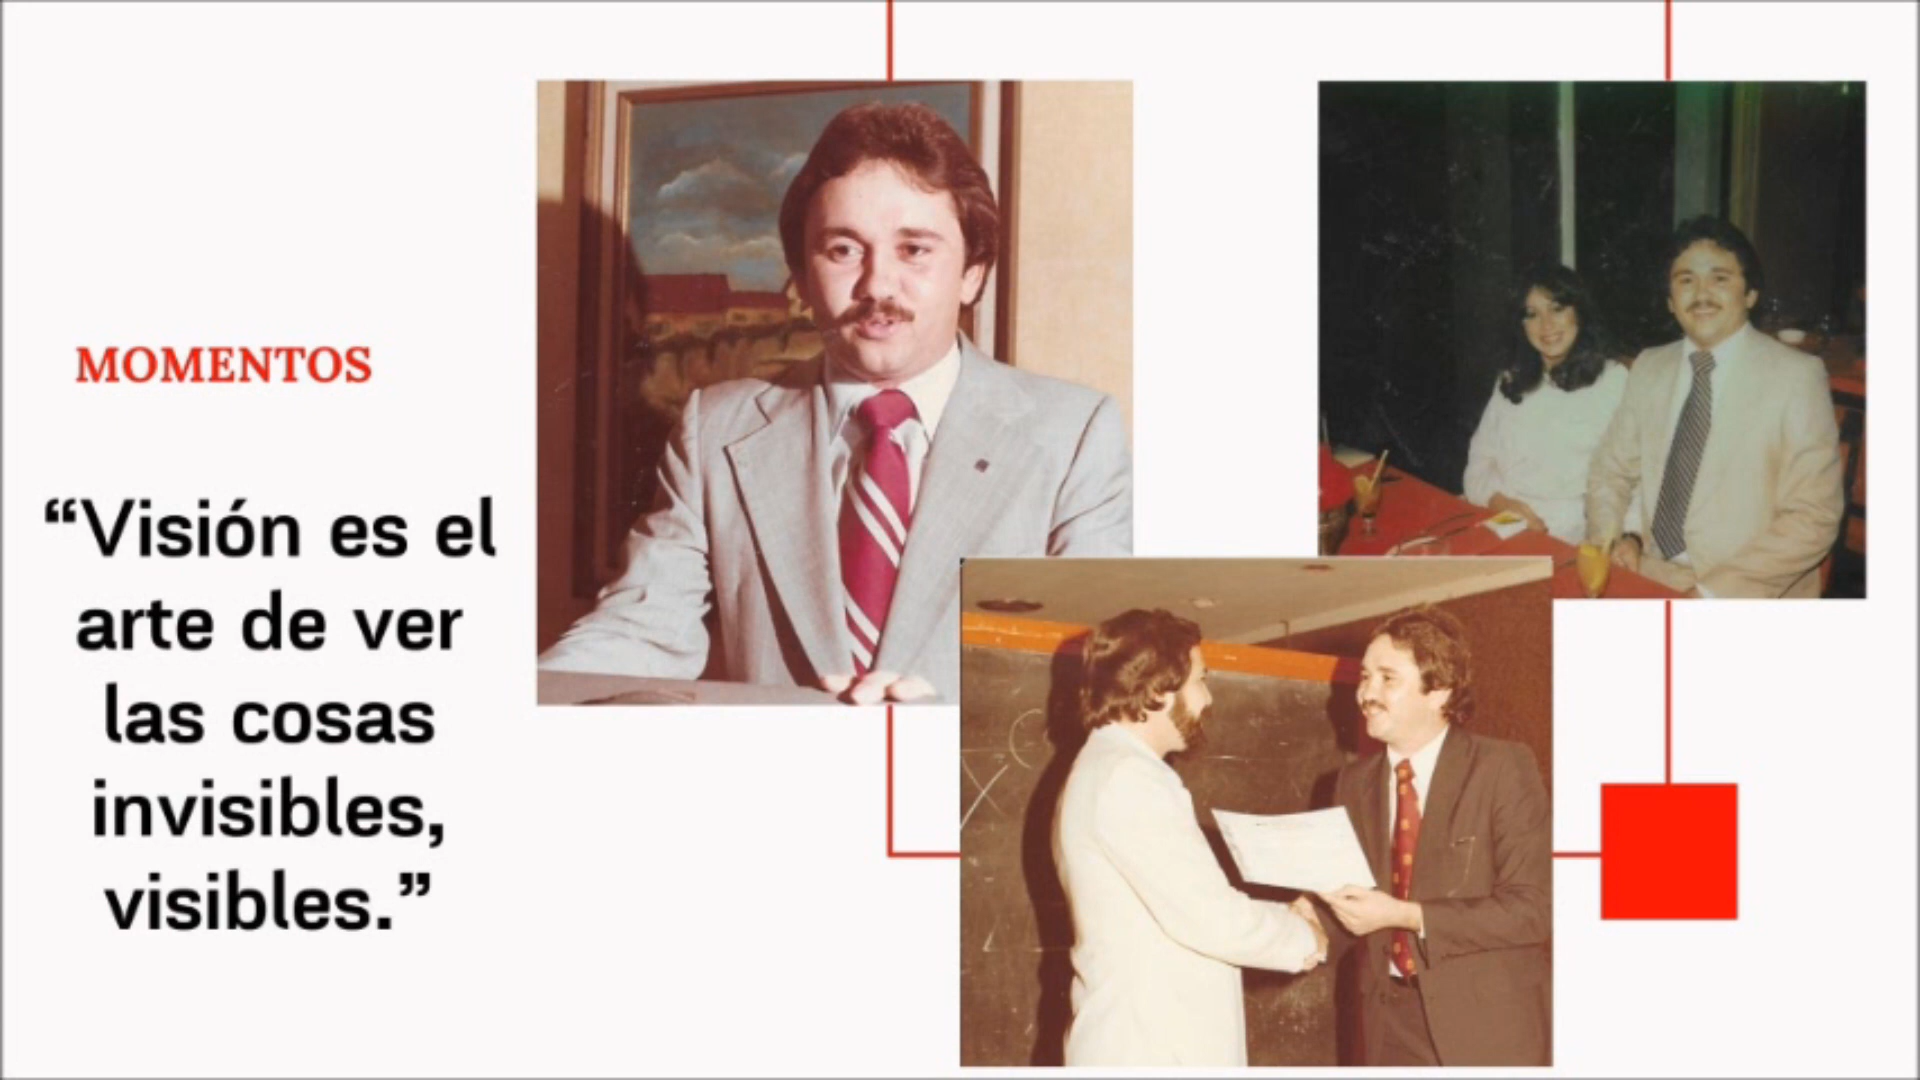 MOMENTOS
“Visión es el
arte de ver
las cosas
invisibles,
visibles.”